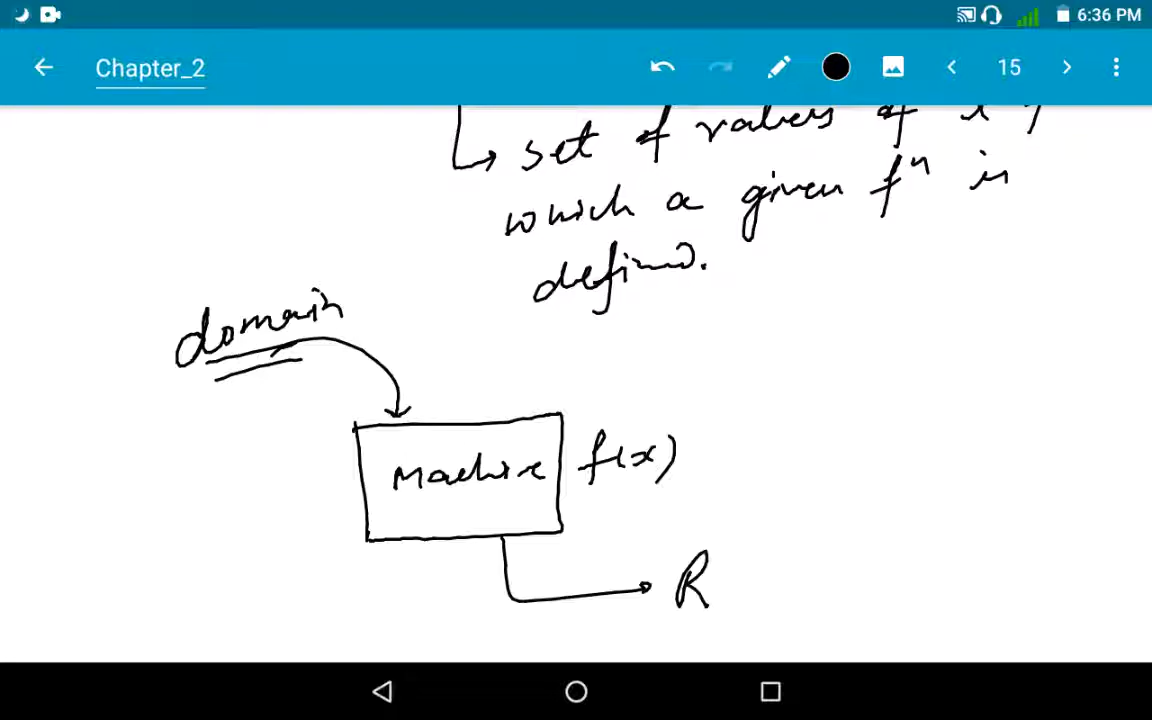 6:36 PM
Chapter_2
15
set of values of x
which a given fⁿ is
defined.
domain
Machine f(x)
R